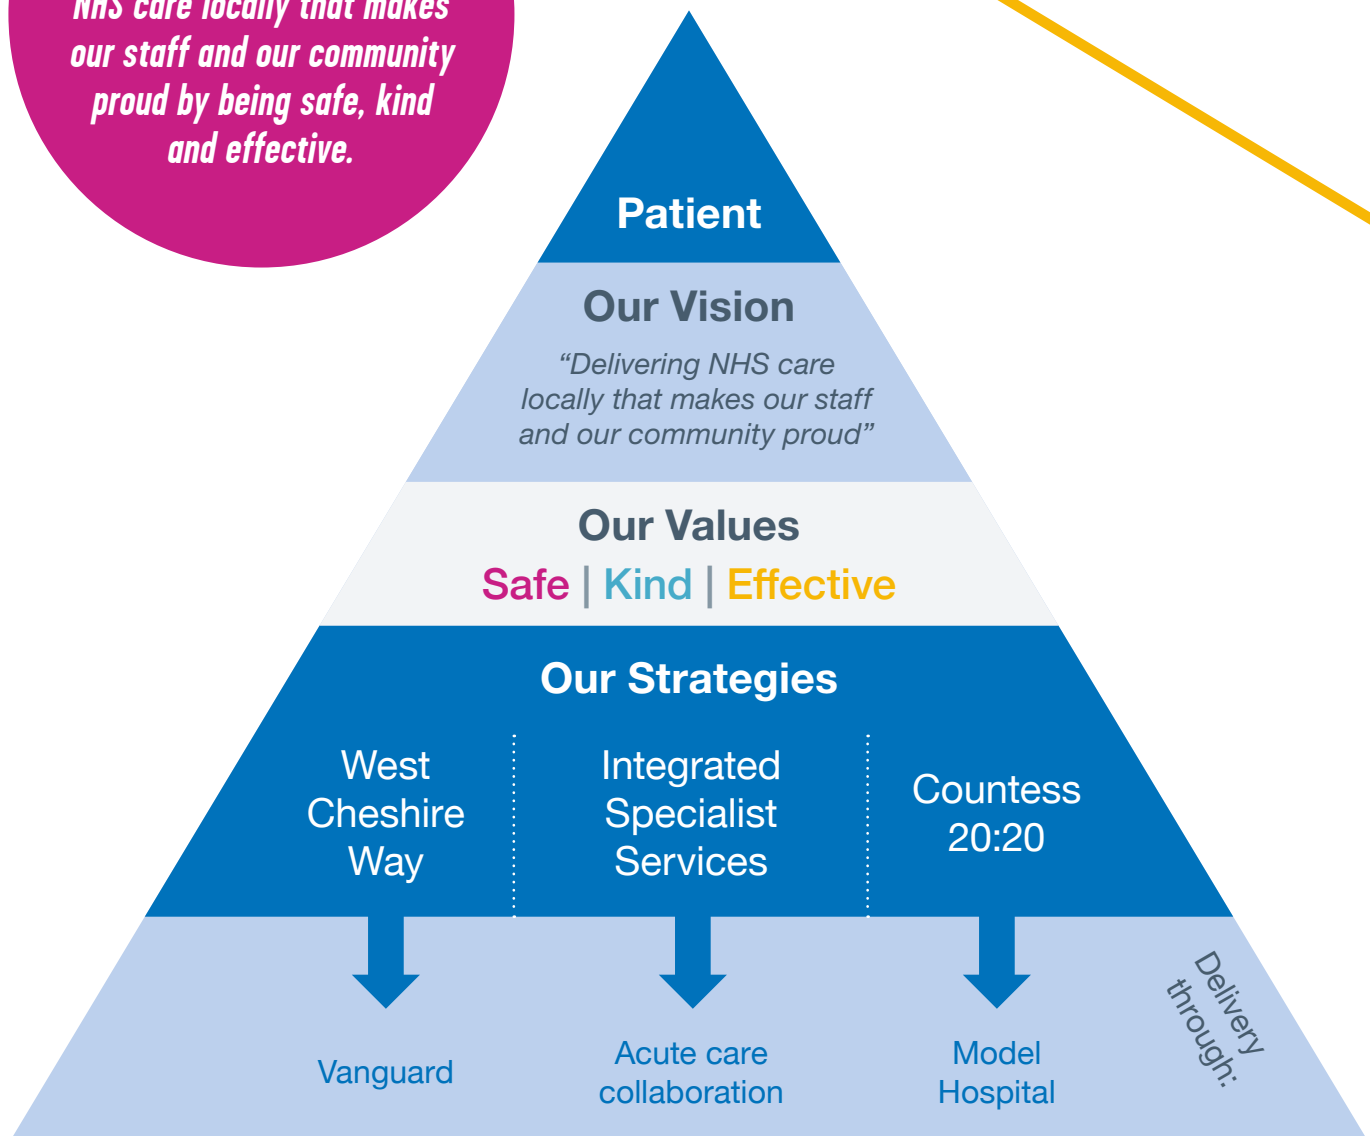 NHS care locally that makes
our staff and our community
proud by being safe, kind
and effective.
Patient
Our Vision
“Delivering NHS care
locally that makes our staff
and our community proud”
Our Values
Safe | Kind | Effective
Our Strategies
West
Cheshire
Way
Integrated
Specialist
Services
Countess
20:20
Delivery
through:
Vanguard
Acute care
collaboration
Model
Hospital